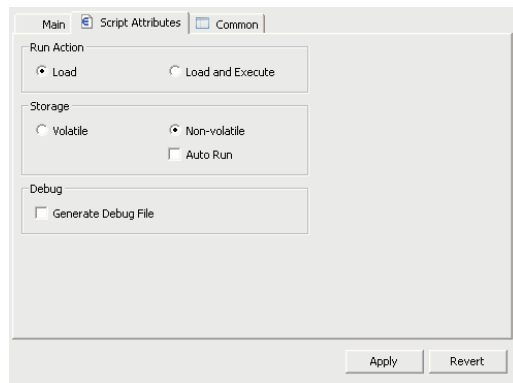 Main Script Attributes Common
Run Action
Load Load and Execute
Storage
Volatile Non-volatile
Auto Run
Debug
Generate Debug File
Apply Revert